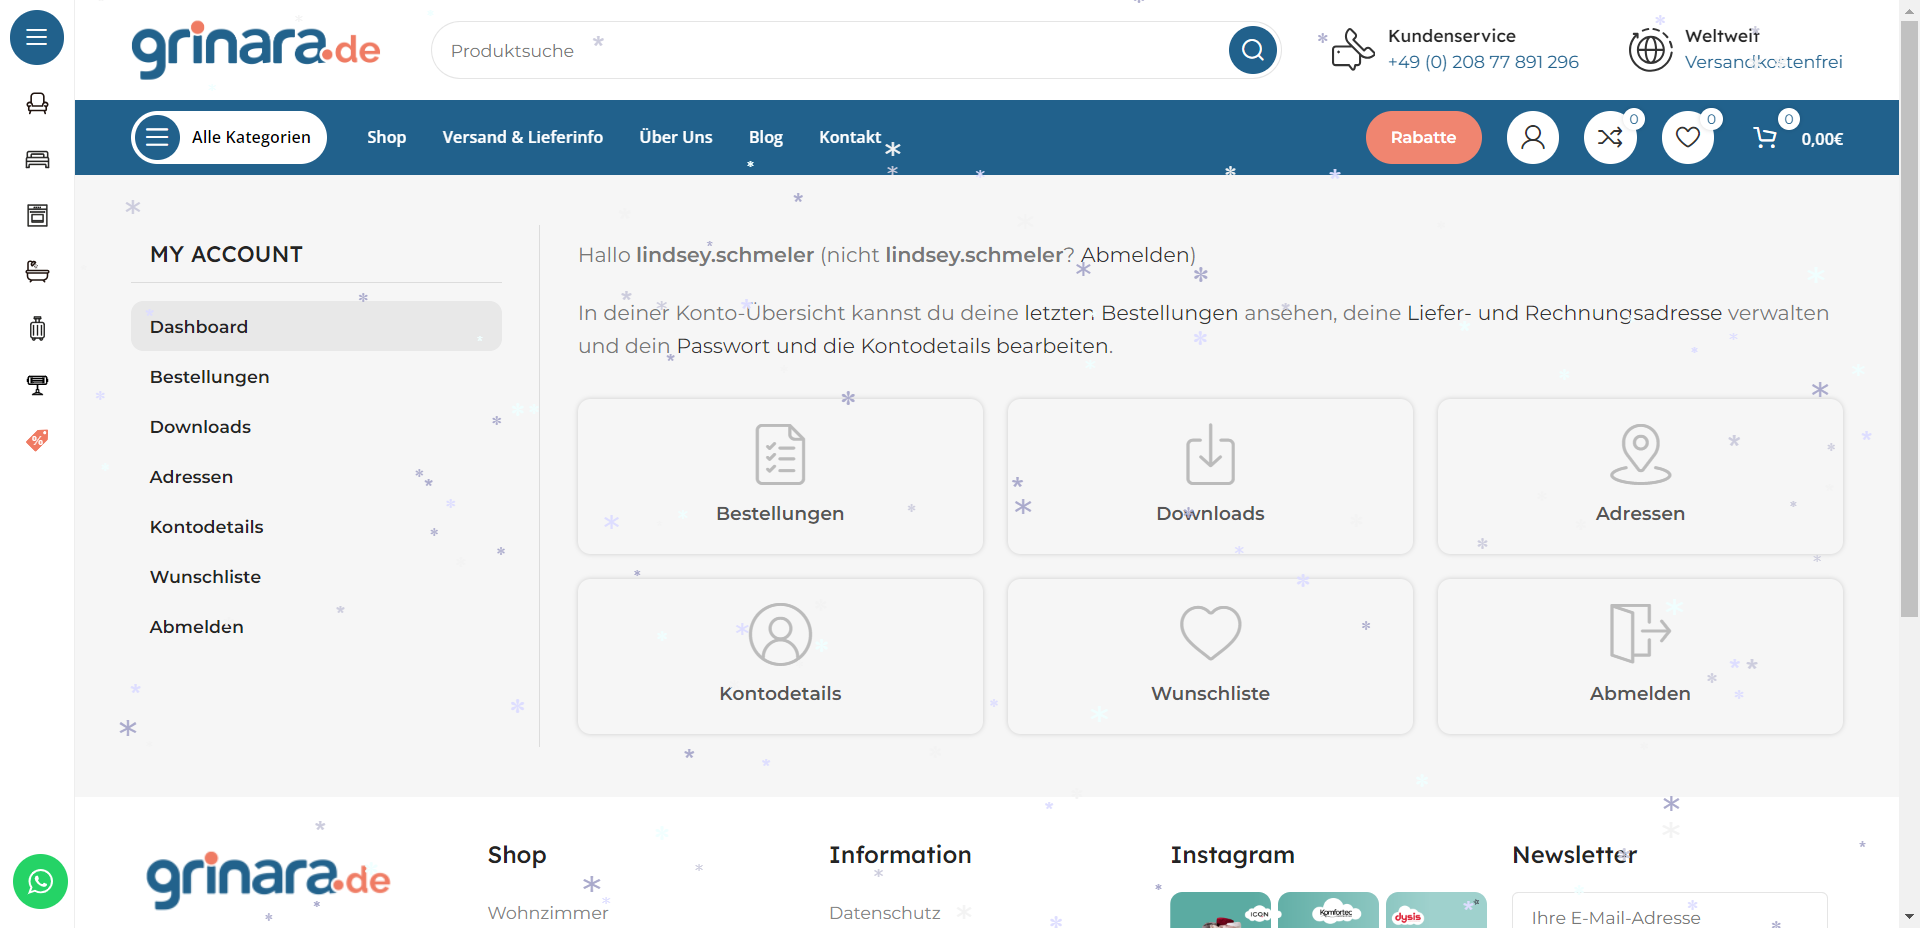 grinara.de
Produktsuche
Kundenservice
+49 (0) 208 77 891 296
Weltweit
Versandkostenfrei
Alle Kategorien
Shop
Versand & Lieferinfo
Über Uns
Blog
Kontakt
Rabatte
0
0
0
0,00€
MY ACCOUNT
Dashboard
Bestellungen
Downloads
Adressen
Kontodetails
Wunschliste
Abmelden
Hallo lindsey.schmeler (nicht lindsey.schmeler? Abmelden)
In deiner Konto-Übersicht kannst du deine letzten Bestellungen ansehen, deine Liefer- und Rechnungsadresse verwalten
und dein Passwort und die Kontodetails bearbeiten.
Bestellungen
Downloads
Adressen
Kontodetails
Wunschliste
Abmelden
grinara.de
Shop
Wohnzimmer
Information
Datenschutz
Instagram
ICON
Komfortec
dysis
Newsletter
Ihre E-Mail-Adresse